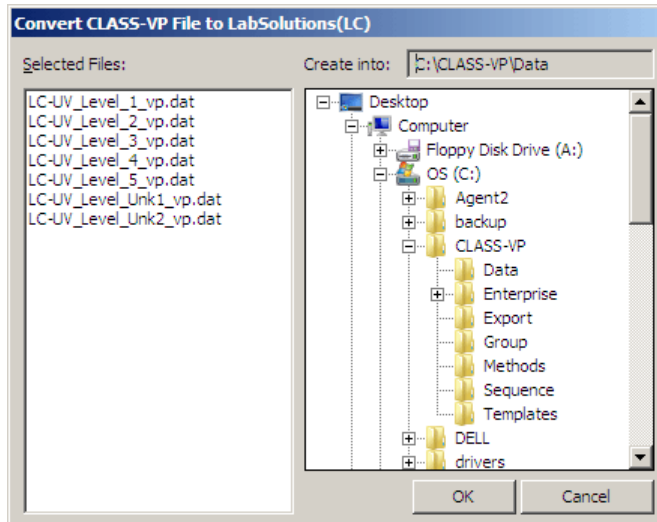 Convert CLASS-VP File to LabSolutions(LC)
Selected Files:
Create into: C:\CLASS-VP\Data
LC-UV_Level_1_vp.dat
LC-UV_Level_2_vp.dat
LC-UV_Level_3_vp.dat
LC-UV_Level_4_vp.dat
LC-UV_Level_5_vp.dat
LC-UV_Level_Unk1_vp.dat
LC-UV_Level_Unk2_vp.dat
Desktop
Computer
Floppy Disk Drive (A:)
OS (C:)
Agent2
backup
CLASS-VP
Data
Enterprise
Export
Group
Methods
Sequence
Templates
DELL
drivers
OK
Cancel